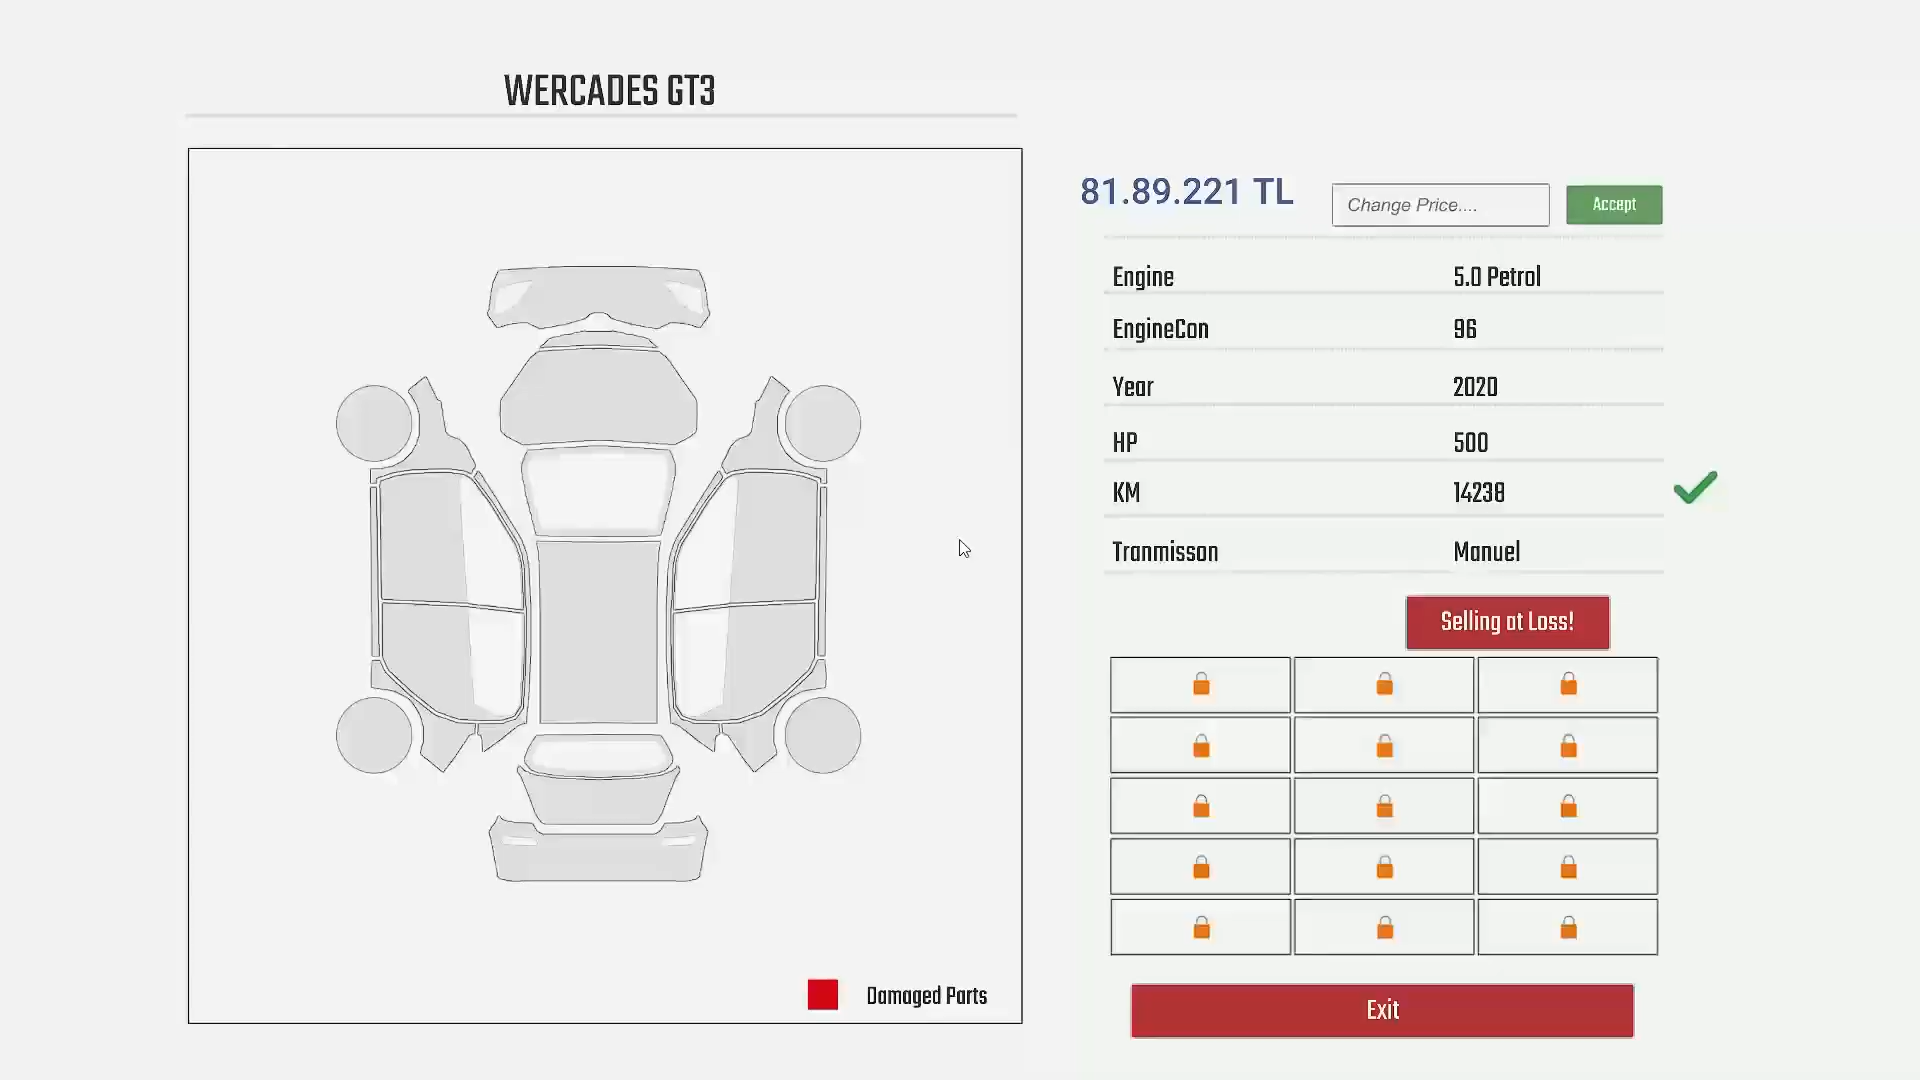 WERCADES GT3
81.89.221 TL
Change Price....
Accept
Engine 5.0 Petrol
EngineCon 96
Year 2020
HP 500
KM 14238
Tranmisson Manuel
Selling at Loss!
Damaged Parts
Exit